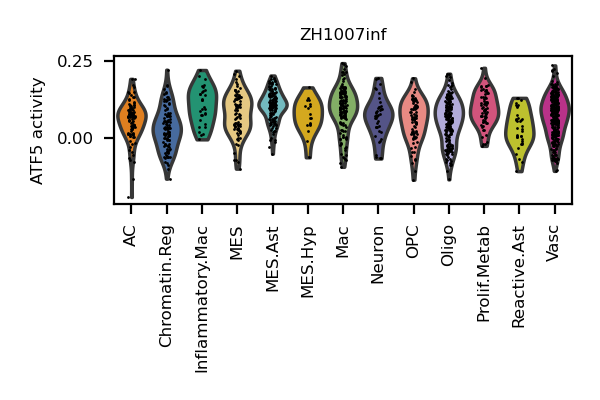 ZH1007inf
0.25
0.00
ATF5 activity
AC
Chromatin.Reg
Inflammatory.Mac
MES
MES.Ast
MES.Hyp
Mac
Neuron
OPC
Oligo
Prolif.Metab
Reactive.Ast
Vasc